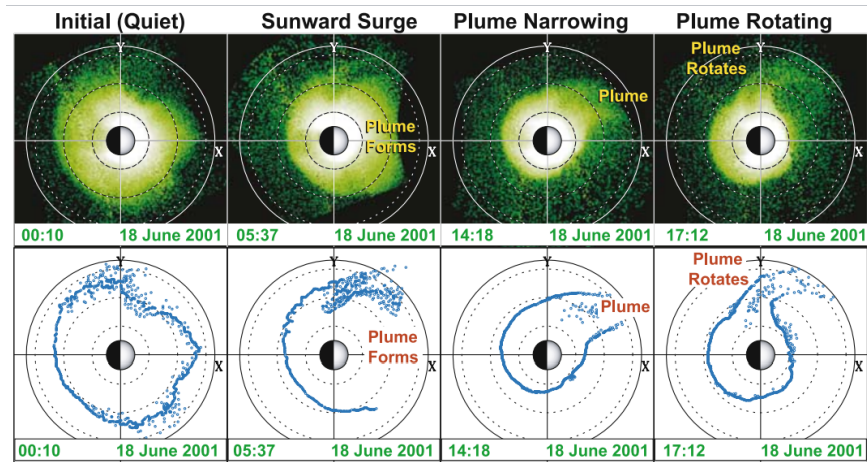 Initial (Quiet)
Sunward Surge
Plume Narrowing
Plume Rotating
Y
X
00:10
18 June 2001
Y
Plume
Forms
X
05:37
18 June 2001
Y
Plume
X
14:18
18 June 2001
Plume
Rotates
Y
X
17:12
18 June 2001
Y
X
00:10
18 June 2001
Y
Plume
Forms
X
05:37
18 June 2001
Y
Plume
X
14:18
18 June 2001
Plume
Rotates
Y
X
17:12
18 June 2001